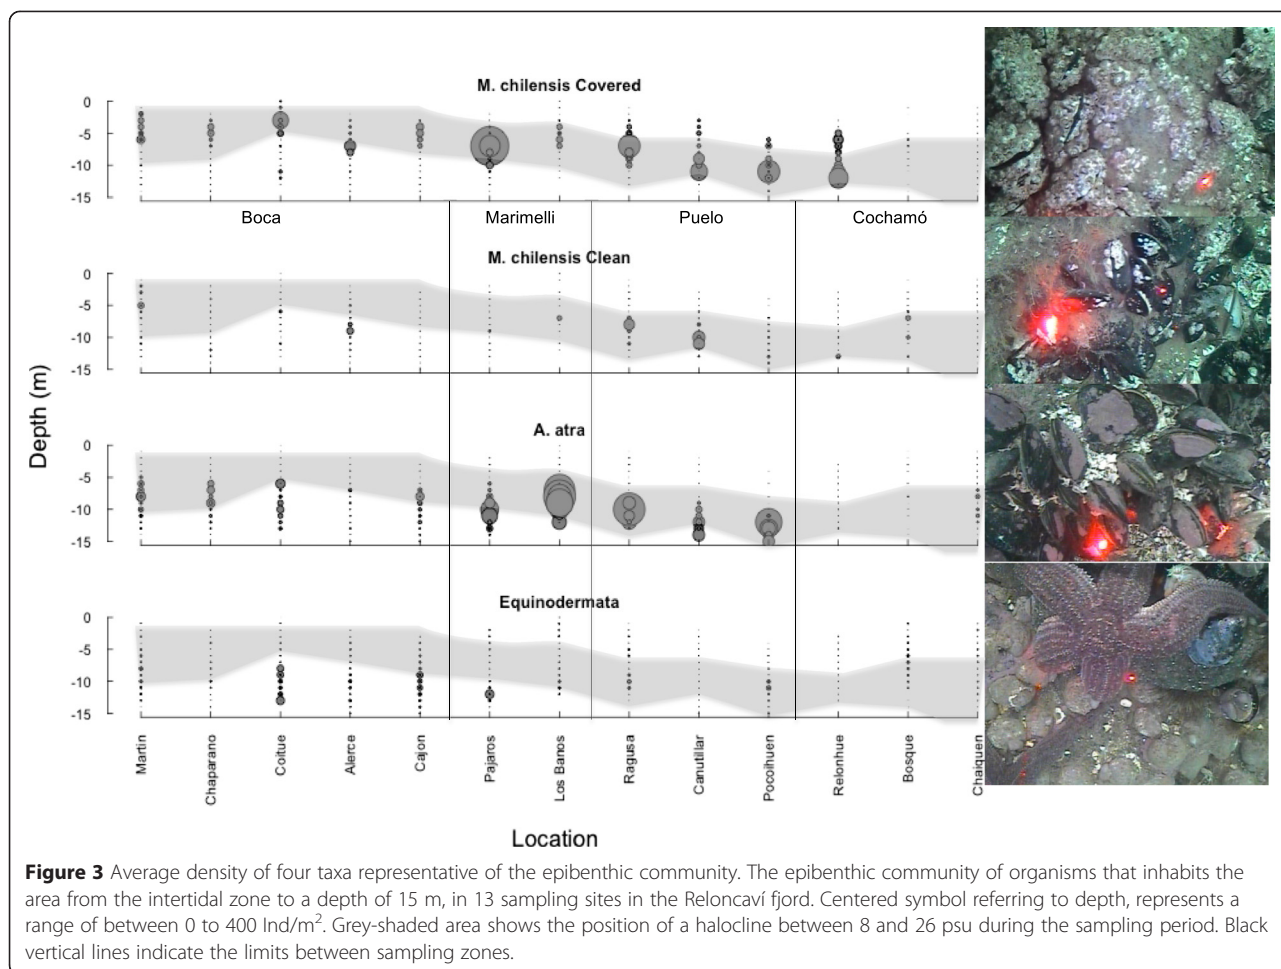 M. chilensis Covered
0
-5
-10
-15
Boca Marimelli Puelo Cochamó
M. chilensis Clean
0
-5
-10
-15
Depth (m)
A. atra
0
-5
-10
-15
Equinodermata
0
-5
-10
-15
Martin
Chaparano
Coitue
Alerce
Cajon
Pajaros
Los Banos
Ragusa
Canutillar
Pocoihuen
Relonhue
Bosque
Chaiquen
Location
Figure 3 Average density of four taxa representative of the epibenthic community. The epibenthic community of organisms that inhabits the
area from the intertidal zone to a depth of 15 m, in 13 sampling sites in the Reloncaví fjord. Centered symbol referring to depth, represents a
range of between 0 to 400 Ind/m². Grey-shaded area shows the position of a halocline between 8 and 26 psu during the sampling period. Black
vertical lines indicate the limits between sampling zones.